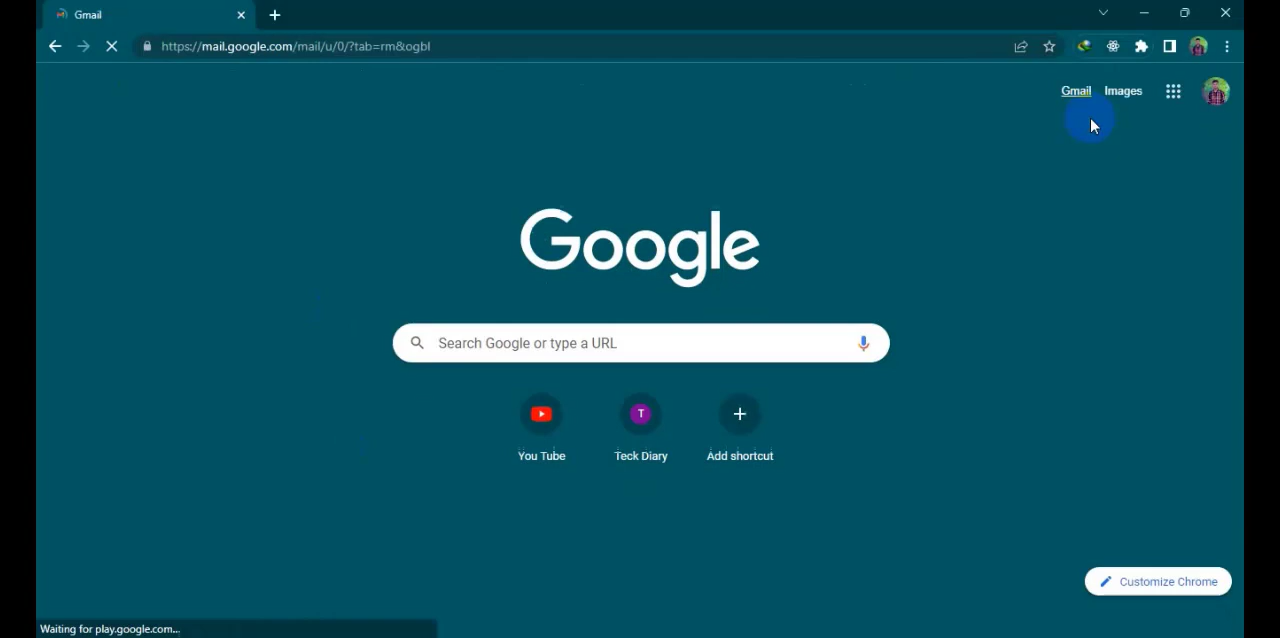 Gmail
https://mail.google.com/mail/u/0/?tab=rm&ogbl
Gmail Images
Google
Search Google or type a URL
T
You Tube Teck Diary Add shortcut
Customize Chrome
Waiting for play.google.com...